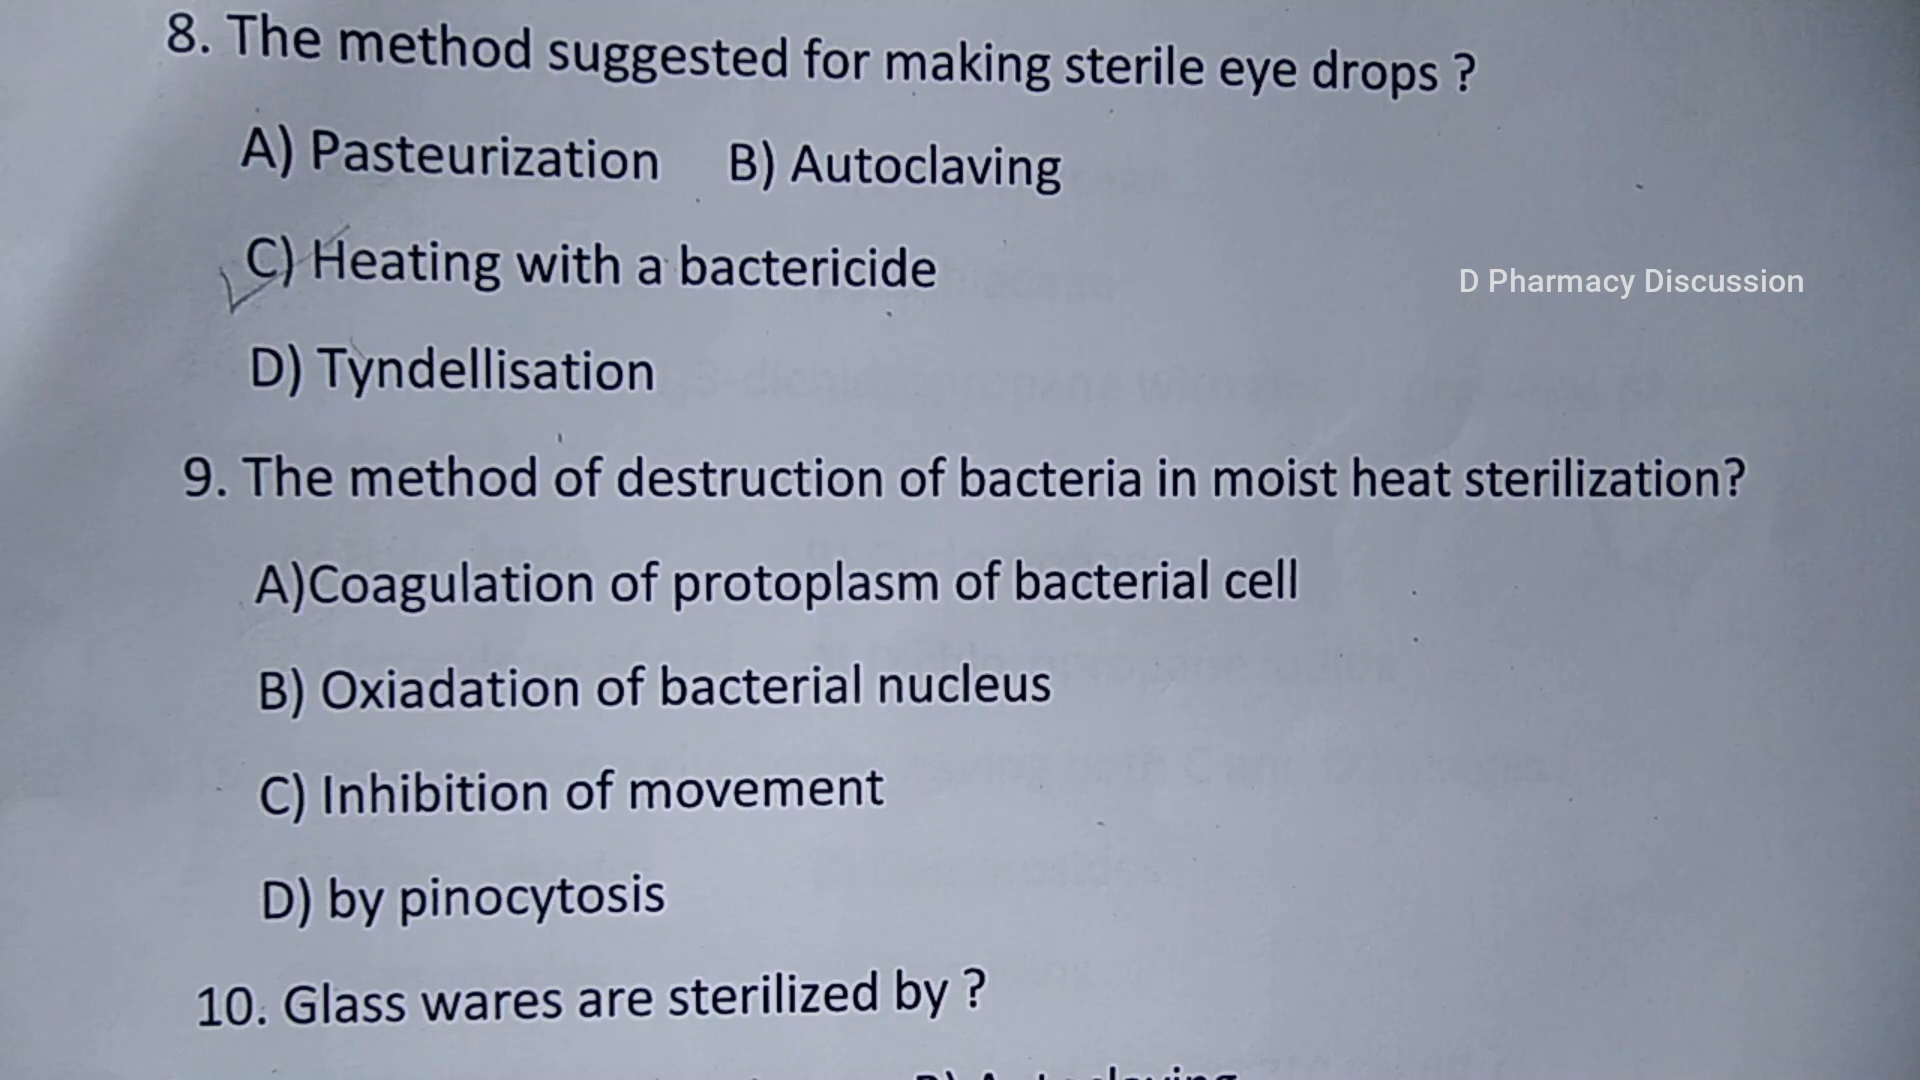 8. The method suggested for making sterile eye drops ?
A) Pasteurization B) Autoclaving
C) Heating with a bactericide
D Pharmacy Discussion
D) Tyndellisation
9. The method of destruction of bacteria in moist heat sterilization?
A)Coagulation of protoplasm of bacterial cell
B) Oxiadation of bacterial nucleus
C) Inhibition of movement
D) by pinocytosis
10. Glass wares are sterilized by ?